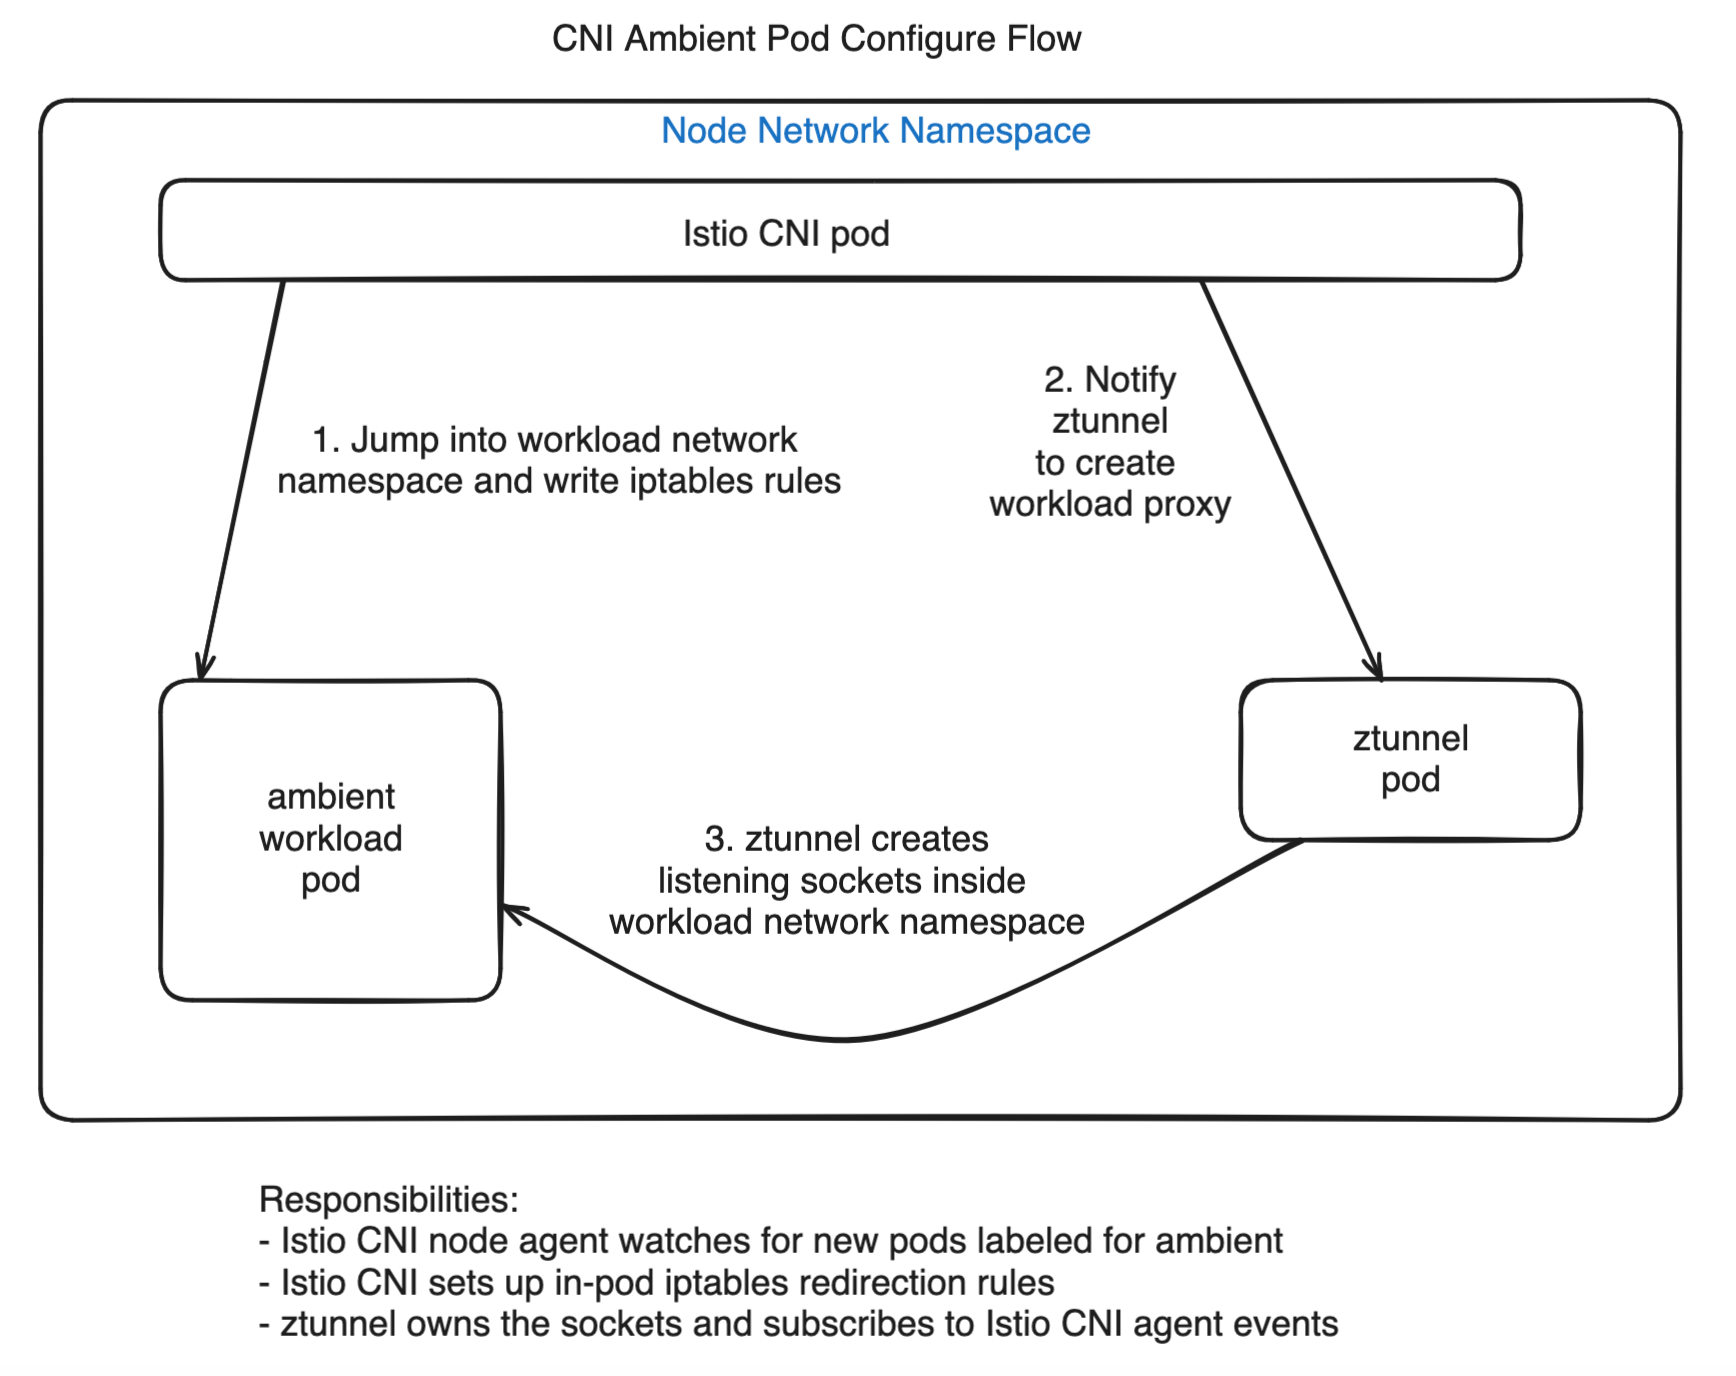 CNI Ambient Pod Configure Flow
Node Network Namespace
Istio CNI pod
1. Jump into workload network
namespace and write iptables rules
2. Notify
ztunnel
to create
workload proxy
ambient
workload
pod
ztunnel
pod
3. ztunnel creates
listening sockets inside
workload network namespace
Responsibilities:
- Istio CNI node agent watches for new pods labeled for ambient
- Istio CNI sets up in-pod iptables redirection rules
- ztunnel owns the sockets and subscribes to Istio CNI agent events